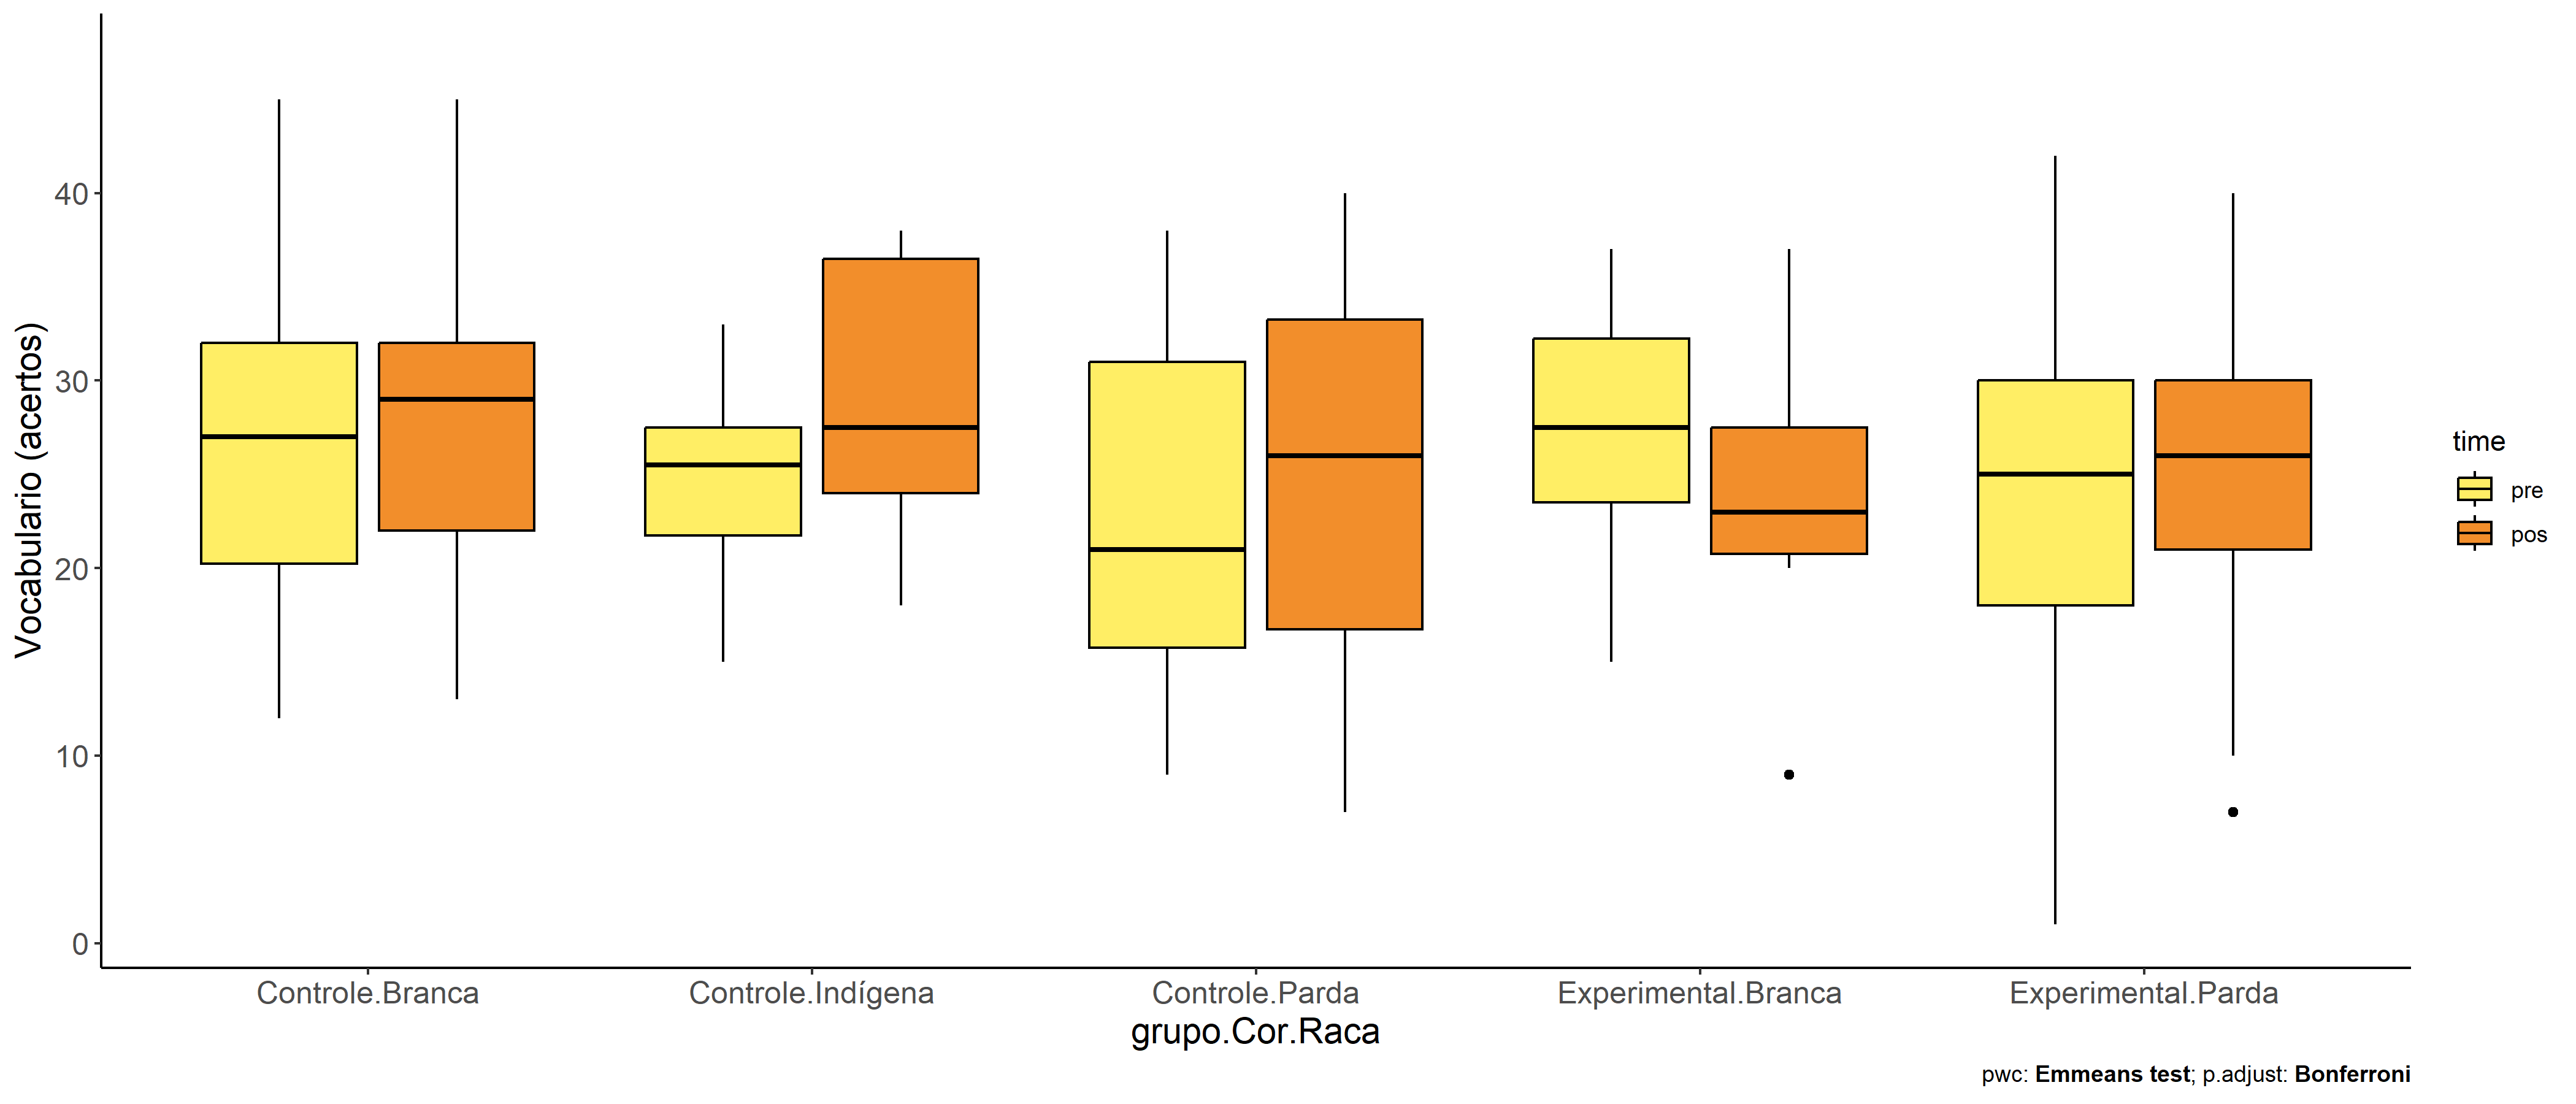 Vocabulario (acertos)
40
30
20
10
0
Controle.Branca
Controle.Indígena
Controle.Parda
Experimental.Branca
Experimental.Parda
grupo.Cor.Raca
time
pre
pos
pwc: Emmeans test; p.adjust: Bonferroni